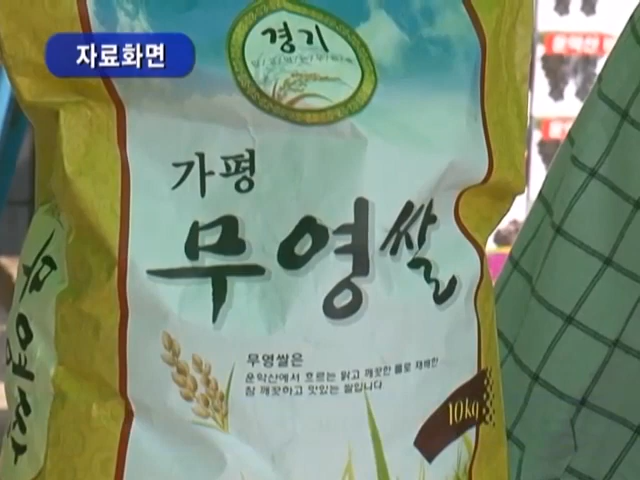 자료화면
경기
가평
무영쌀
무영쌀은
운악산에서 흐르는 맑고 깨끗한 물로 재배한
참 깨끗하고 맛있는 쌀입니다
10kg